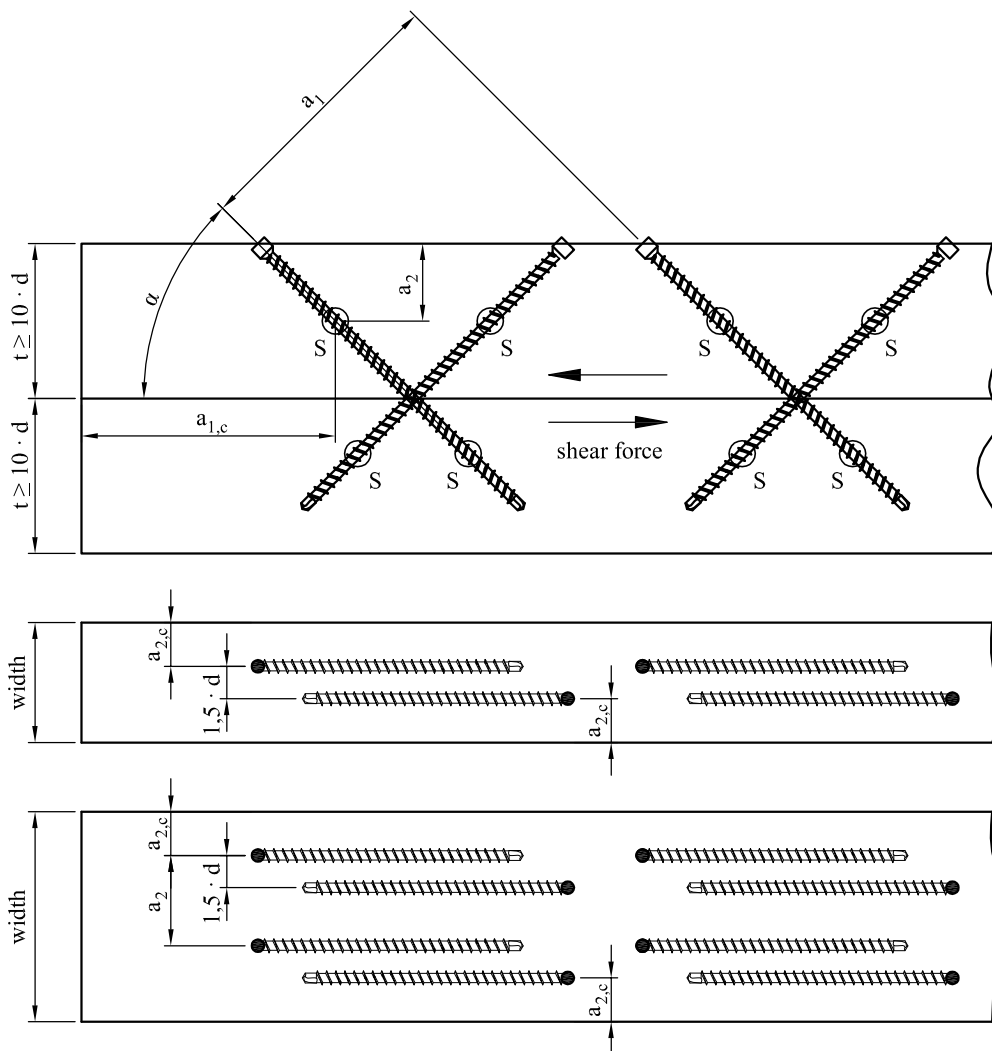 a1
α
a2
t ≥ 10 · d
S
S
S
S
a1,c
shear force
t ≥ 10 · d
S
S
S
S
width
a2,c
1,5 · d
a2,c
width
a2,c
a2
1,5 · d
a2,c